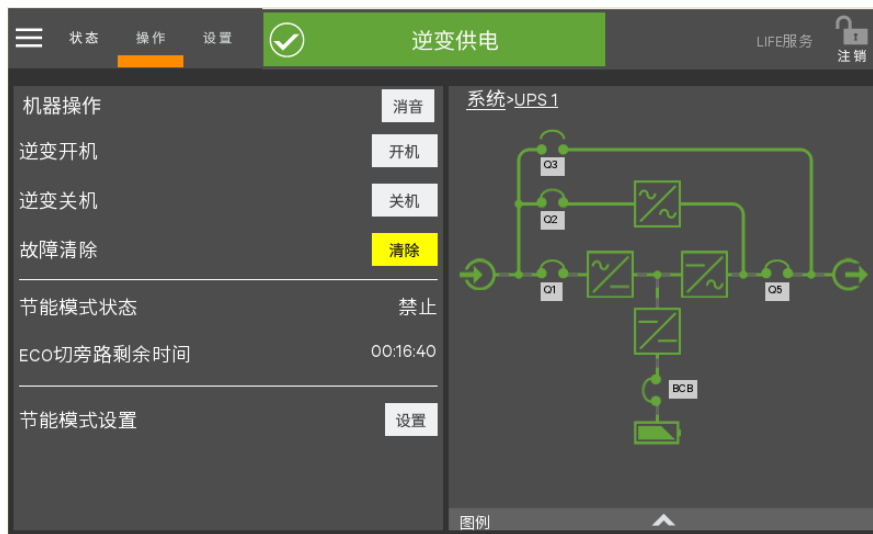 状态 操作 设置 逆变供电 LIFE服务 注销
机器操作 消音
逆变开机 开机
逆变关机 关机
故障清除 清除
节能模式状态 禁止
ECO切旁路剩余时间 00:16:40
节能模式设置 设置
系统>UPS 1
Q3
Q2
Q1 Q5
BCB
图例